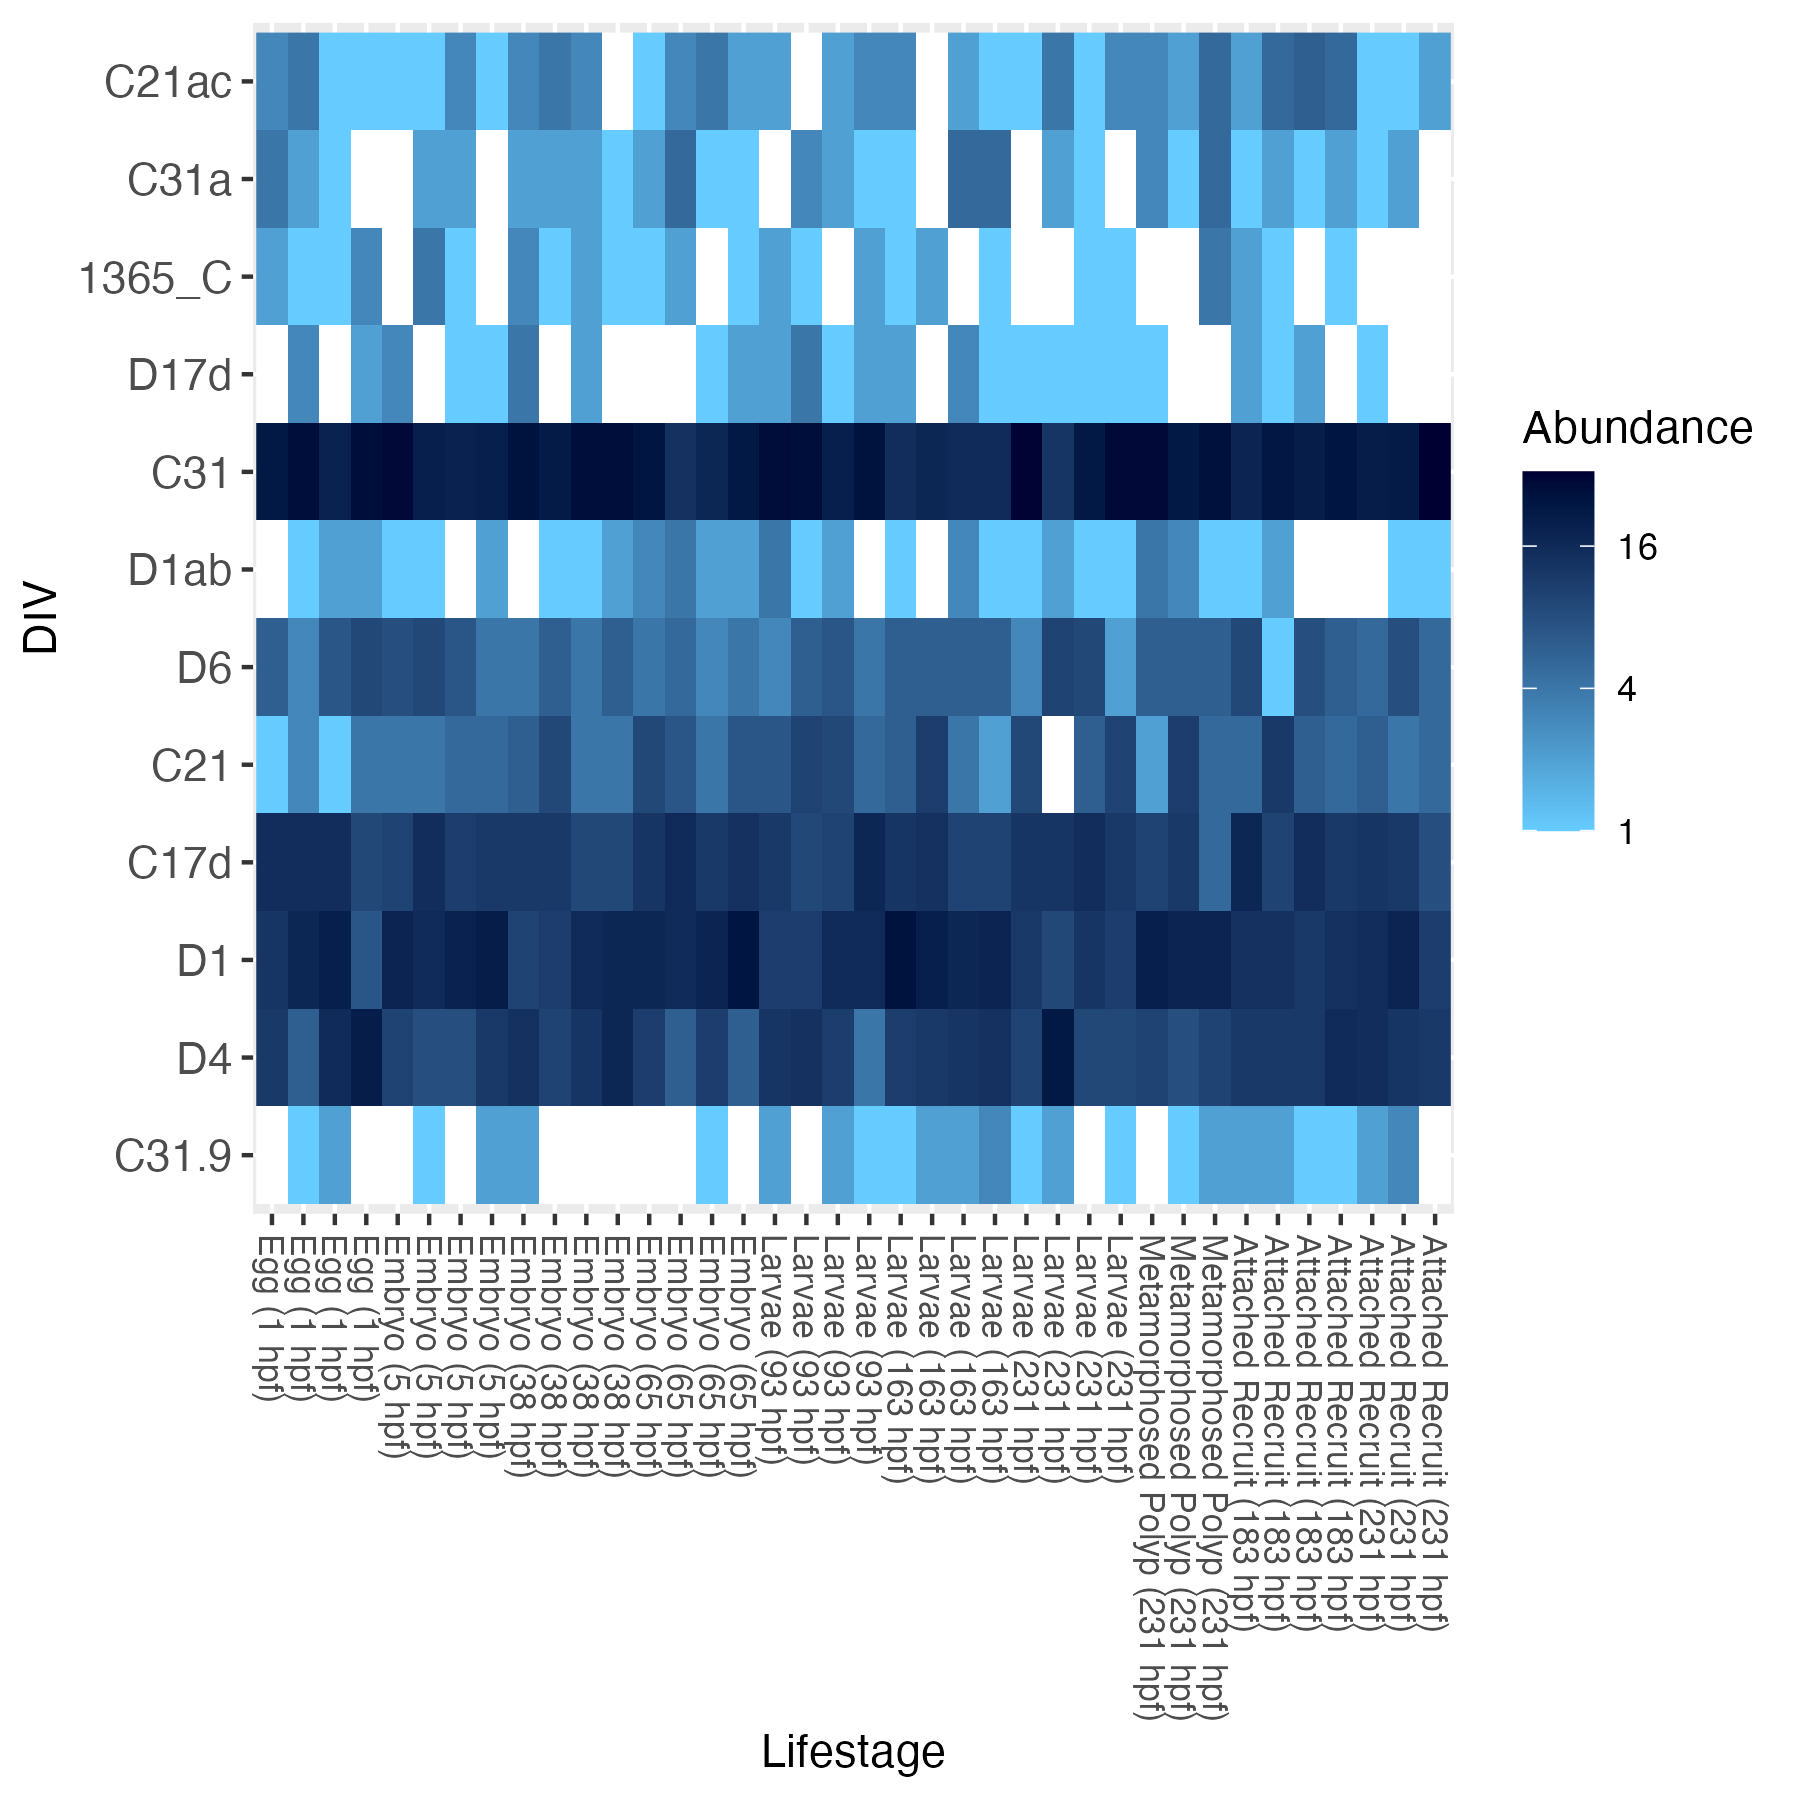 C21ac
C31a
1365_C
D17d
C31
D1ab
D6
C21
C17d
D1
D4
C31.9
DIV
Egg (1 hpf)
Egg (1 hpf)
Egg (1 hpf)
Egg (1 hpf)
Embryo (5 hpf)
Embryo (5 hpf)
Embryo (5 hpf)
Embryo (5 hpf)
Embryo (38 hpf)
Embryo (38 hpf)
Embryo (38 hpf)
Embryo (38 hpf)
Embryo (65 hpf)
Embryo (65 hpf)
Embryo (65 hpf)
Embryo (65 hpf)
Larvae (93 hpf)
Larvae (93 hpf)
Larvae (93 hpf)
Larvae (93 hpf)
Larvae (163 hpf)
Larvae (163 hpf)
Larvae (163 hpf)
Larvae (163 hpf)
Larvae (231 hpf)
Larvae (231 hpf)
Larvae (231 hpf)
Larvae (231 hpf)
Metamorphosed Polyp (231 hpf)
Metamorphosed Polyp (231 hpf)
Metamorphosed Polyp (231 hpf)
Attached Recruit (183 hpf)
Attached Recruit (183 hpf)
Attached Recruit (183 hpf)
Attached Recruit (183 hpf)
Attached Recruit (231 hpf)
Attached Recruit (231 hpf)
Attached Recruit (231 hpf)
Lifestage
Abundance
16
4
1